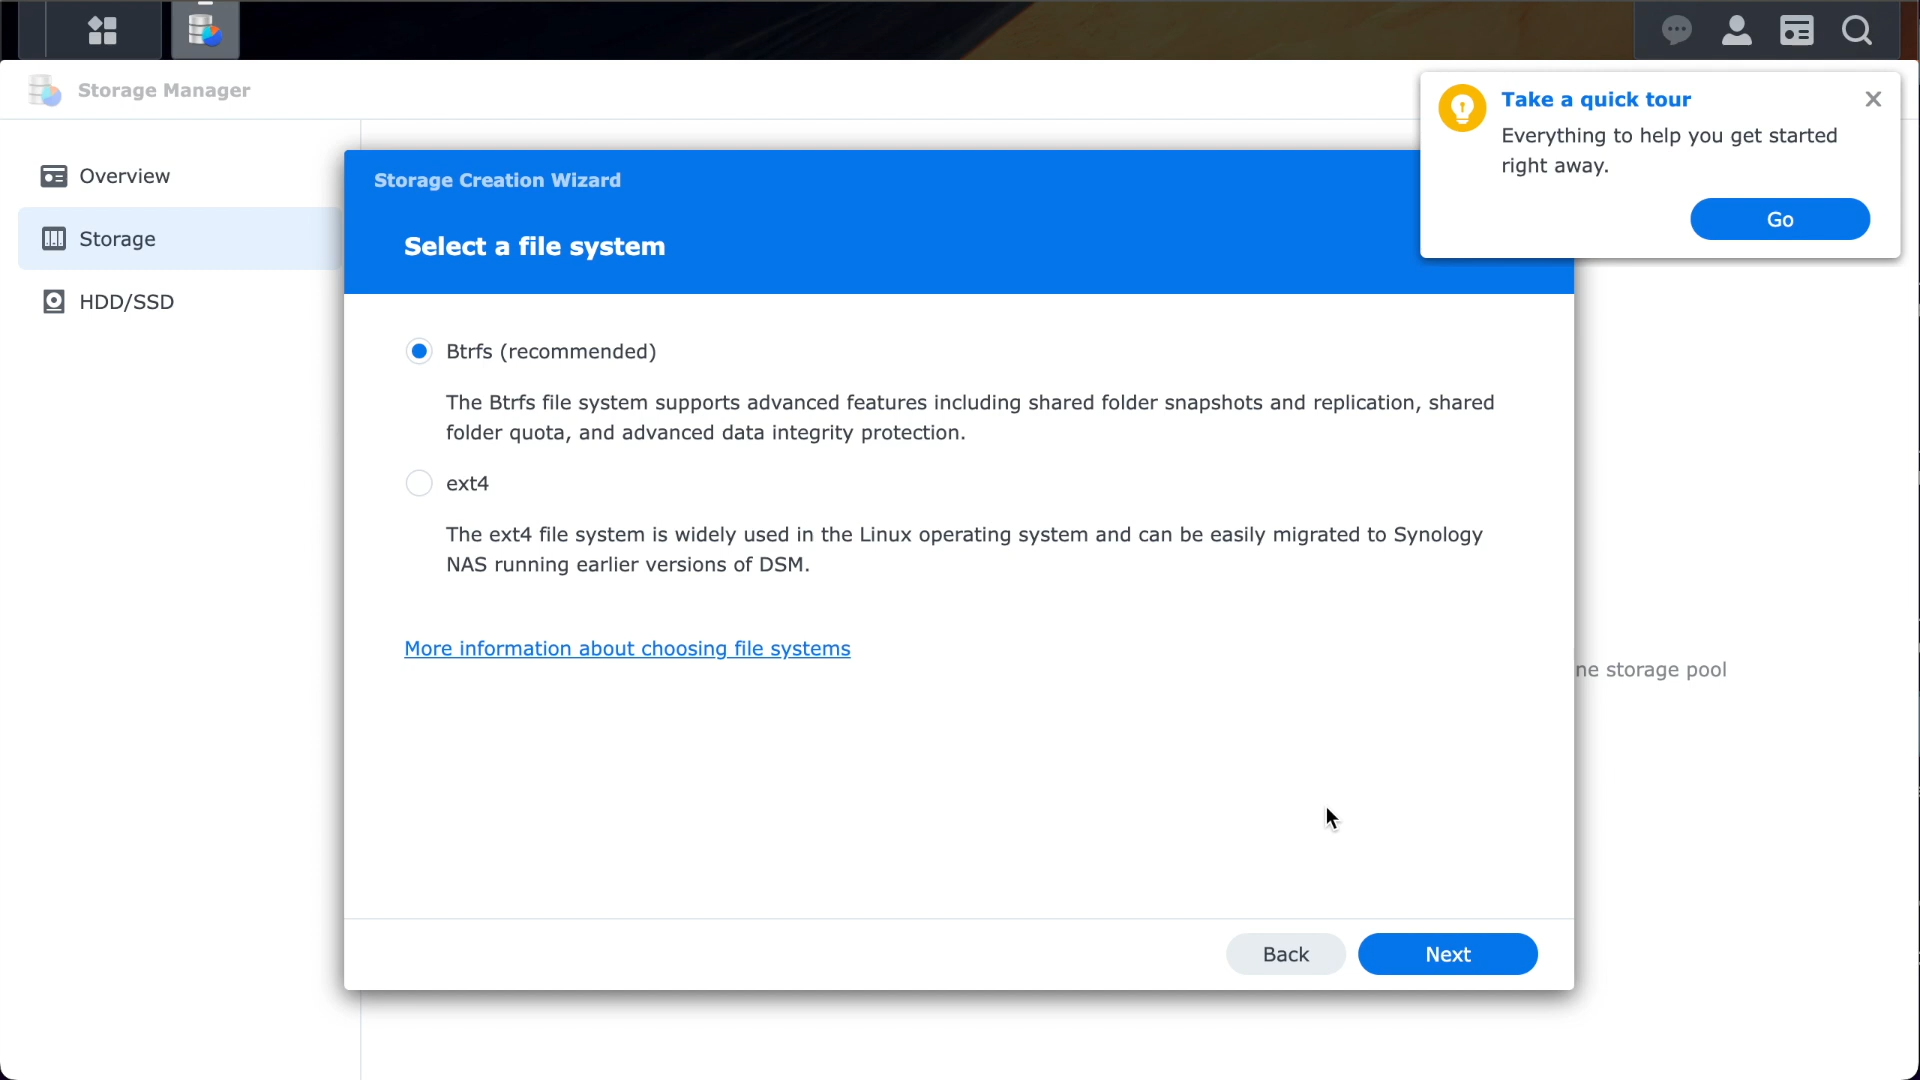 Storage Manager
Take a quick tour
Everything to help you get started
right away.
Go
Overview
Storage
HDD/SSD
Storage Creation Wizard
Select a file system
Btrfs (recommended)
The Btrfs file system supports advanced features including shared folder snapshots and replication, shared
folder quota, and advanced data integrity protection.
ext4
The ext4 file system is widely used in the Linux operating system and can be easily migrated to Synology
NAS running earlier versions of DSM.
More information about choosing file systems
ne storage pool
Back
Next